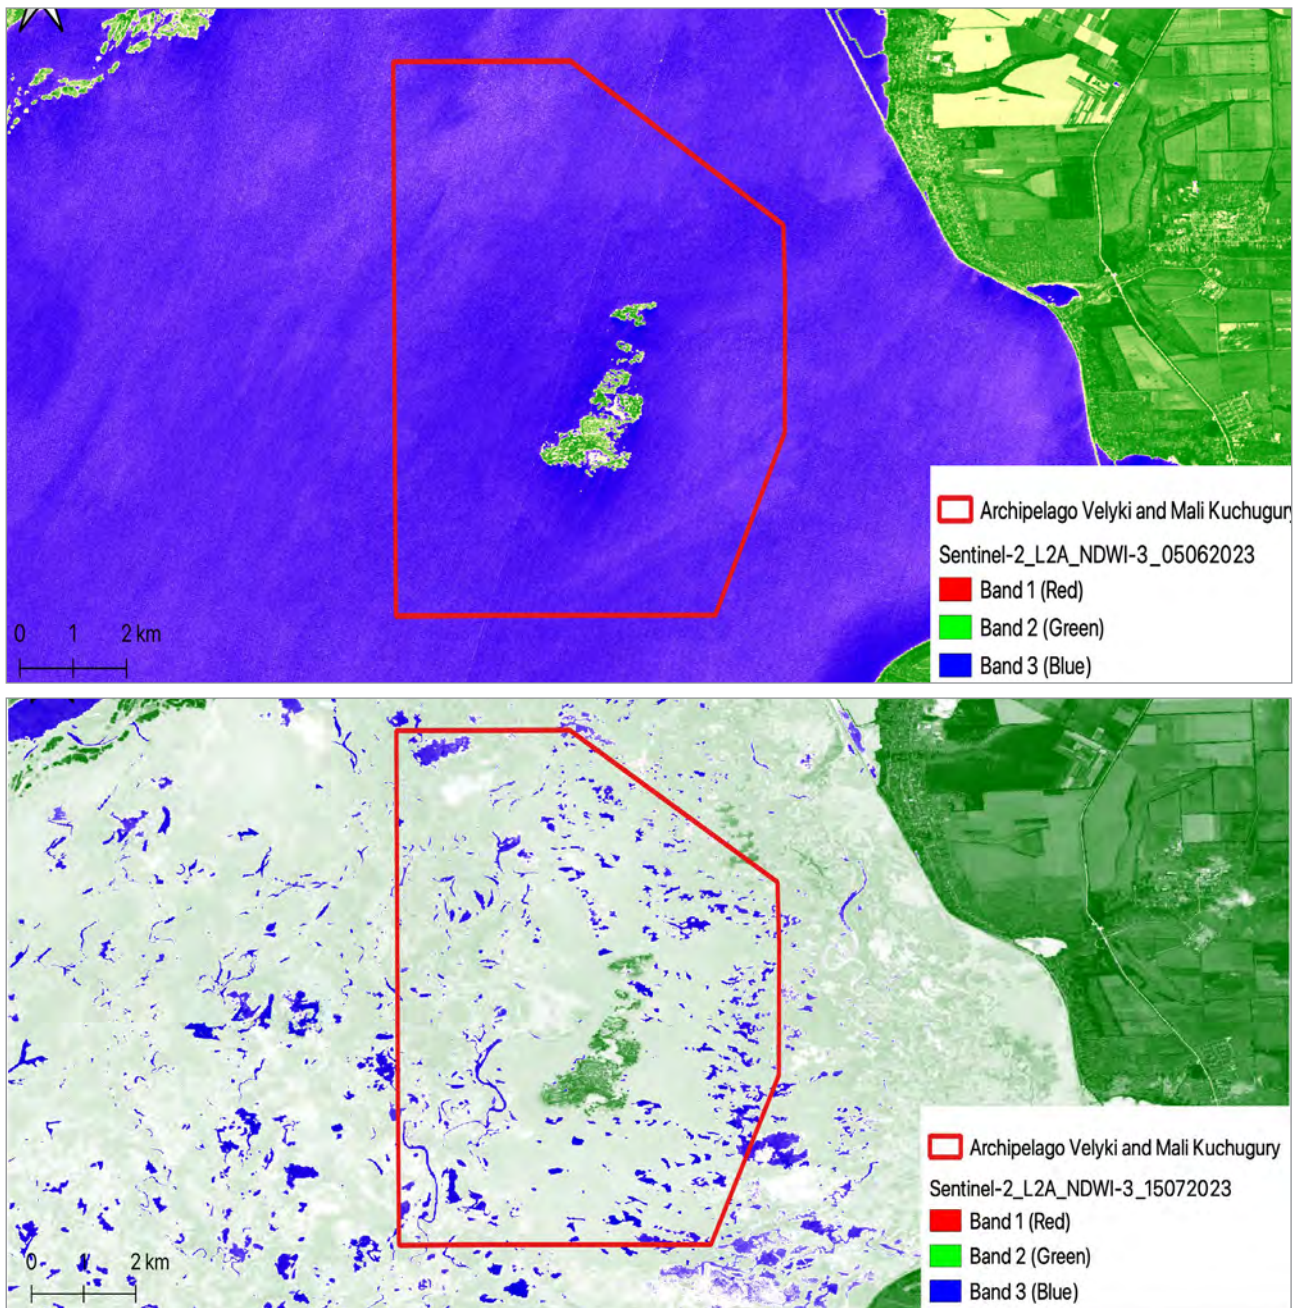 Archipelago Velyki and Mali Kuchugury
Sentinel-2_L2A_NDWI-3_05062023
Band 1 (Red)
Band 2 (Green)
Band 3 (Blue)
0 1 2 km
Archipelago Velyki and Mali Kuchugury
Sentinel-2_L2A_NDWI-3_15072023
Band 1 (Red)
Band 2 (Green)
Band 3 (Blue)
0 1 2 km